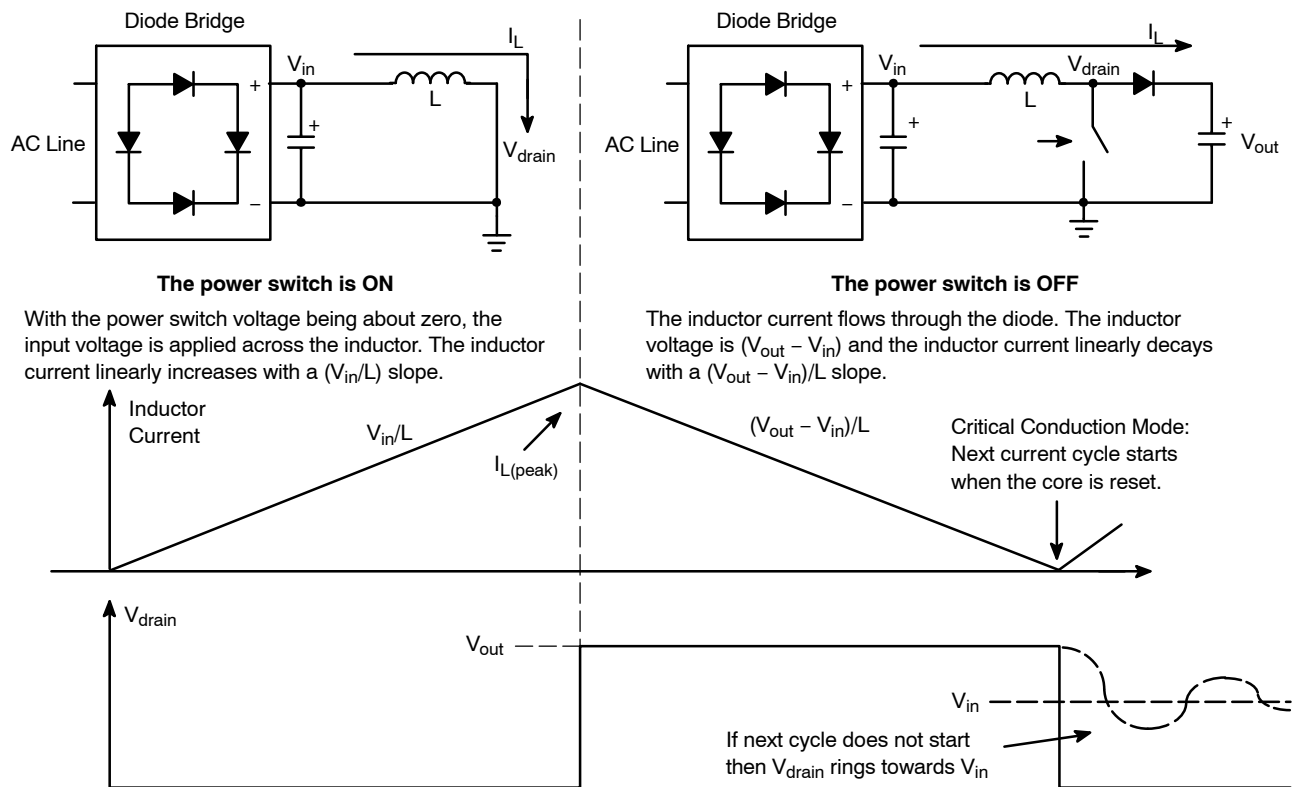 Diode Bridge
AC Line
+
−
V_in
+
L
I_L
V_drain
The power switch is ON
With the power switch voltage being about zero, the
input voltage is applied across the inductor. The inductor
current linearly increases with a (V_in/L) slope.
Diode Bridge
AC Line
+
−
V_in
+
L
I_L
V_drain
+
V_out
The power switch is OFF
The inductor current flows through the diode. The inductor
voltage is (V_out − V_in) and the inductor current linearly decays
with a (V_out − V_in)/L slope.
Inductor
Current
V_in/L
I_L(peak)
(V_out − V_in)/L
Critical Conduction Mode:
Next current cycle starts
when the core is reset.
V_drain
V_out
V_in
If next cycle does not start
then V_drain rings towards V_in